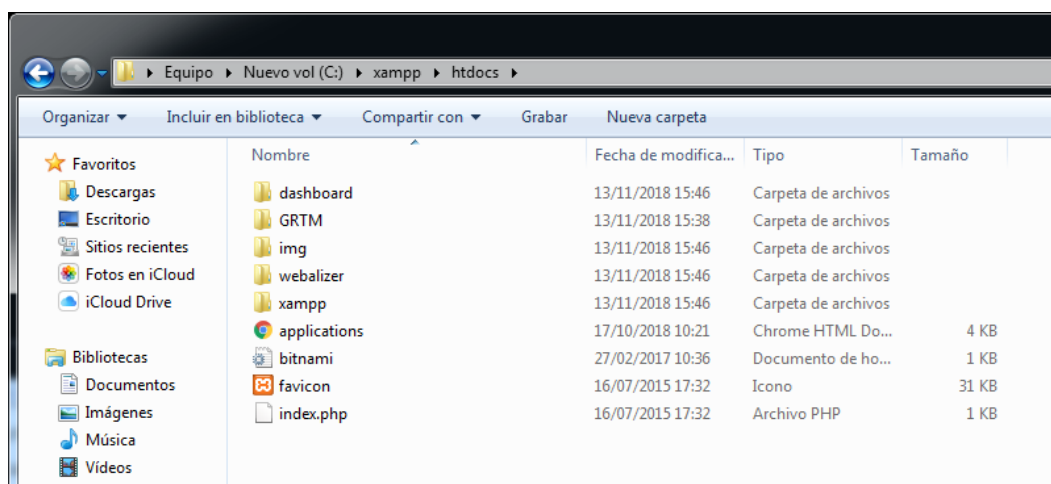 Equipo Nuevo vol (C:) xampp htdocs
Organizar Incluir en biblioteca Compartir con Grabar Nueva carpeta
Favoritos
Descargas
Escritorio
Sitios recientes
Fotos en iCloud
iCloud Drive
Bibliotecas
Documentos
Imágenes
Música
Vídeos
Nombre Fecha de modifica... Tipo Tamaño
dashboard 13/11/2018 15:46 Carpeta de archivos
GRTM 13/11/2018 15:38 Carpeta de archivos
img 13/11/2018 15:46 Carpeta de archivos
webalizer 13/11/2018 15:46 Carpeta de archivos
xampp 13/11/2018 15:46 Carpeta de archivos
applications 17/10/2018 10:21 Chrome HTML Do... 4 KB
bitnami 27/02/2017 10:36 Documento de ho... 1 KB
favicon 16/07/2015 17:32 Icono 31 KB
index.php 16/07/2015 17:32 Archivo PHP 1 KB